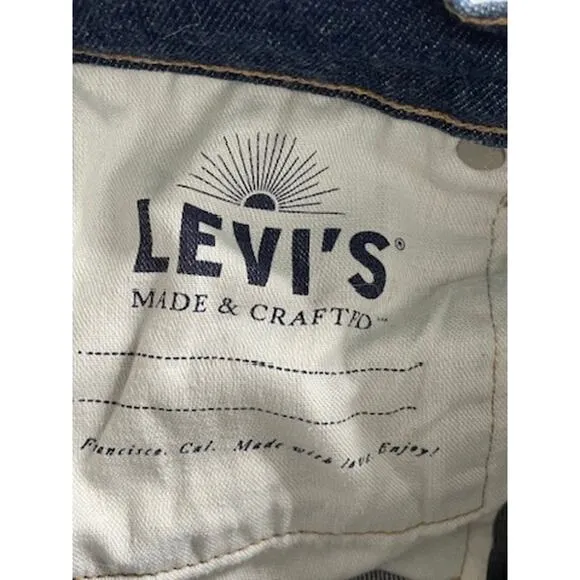 LEVI'S®
MADE & CRAFTED™
Francisco, Cal. Made with love Enjoy!